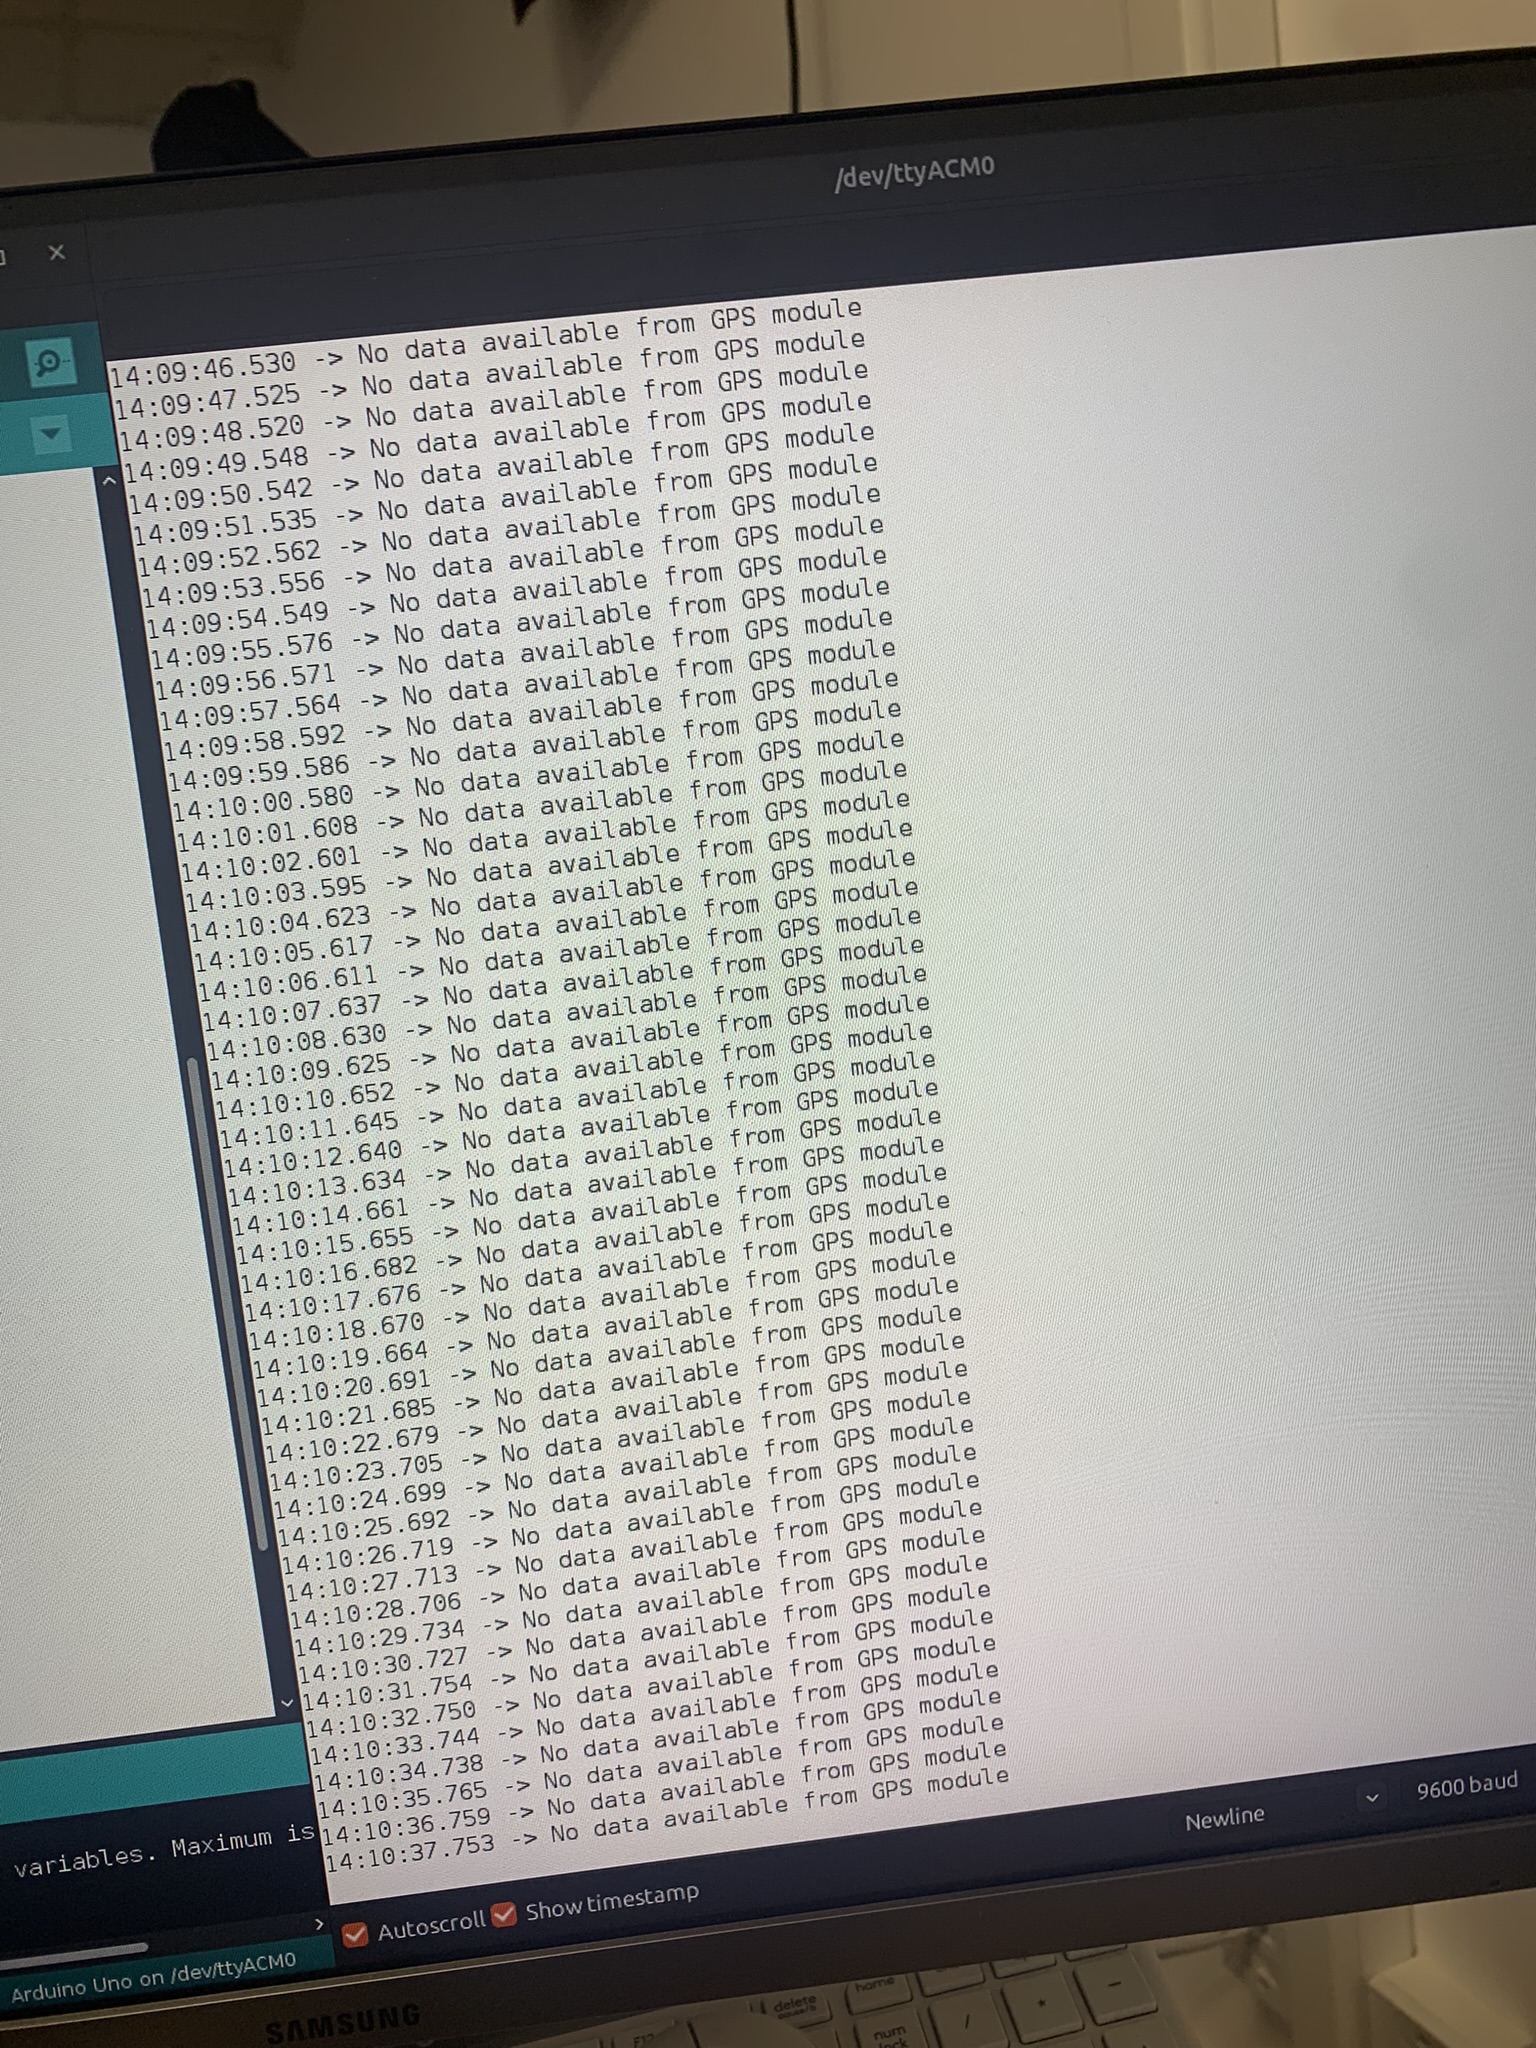 /dev/ttyACM0
14:09:46.530 -> No data available from GPS module
14:09:47.525 -> No data available from GPS module
14:09:48.520 -> No data available from GPS module
14:09:49.548 -> No data available from GPS module
14:09:50.542 -> No data available from GPS module
14:09:51.535 -> No data available from GPS module
14:09:52.562 -> No data available from GPS module
14:09:53.556 -> No data available from GPS module
14:09:54.549 -> No data available from GPS module
14:09:55.576 -> No data available from GPS module
14:09:56.571 -> No data available from GPS module
14:09:57.564 -> No data available from GPS module
14:09:58.592 -> No data available from GPS module
14:09:59.586 -> No data available from GPS module
14:10:00.580 -> No data available from GPS module
14:10:01.608 -> No data available from GPS module
14:10:02.601 -> No data available from GPS module
14:10:03.595 -> No data available from GPS module
14:10:04.623 -> No data available from GPS module
14:10:05.617 -> No data available from GPS module
14:10:06.611 -> No data available from GPS module
14:10:07.637 -> No data available from GPS module
14:10:08.630 -> No data available from GPS module
14:10:09.625 -> No data available from GPS module
14:10:10.652 -> No data available from GPS module
14:10:11.645 -> No data available from GPS module
14:10:12.640 -> No data available from GPS module
14:10:13.634 -> No data available from GPS module
14:10:14.661 -> No data available from GPS module
14:10:15.655 -> No data available from GPS module
14:10:16.682 -> No data available from GPS module
14:10:17.676 -> No data available from GPS module
14:10:18.670 -> No data available from GPS module
14:10:19.664 -> No data available from GPS module
14:10:20.691 -> No data available from GPS module
14:10:21.685 -> No data available from GPS module
14:10:22.679 -> No data available from GPS module
14:10:23.705 -> No data available from GPS module
14:10:24.699 -> No data available from GPS module
14:10:25.692 -> No data available from GPS module
14:10:26.719 -> No data available from GPS module
14:10:27.713 -> No data available from GPS module
14:10:28.706 -> No data available from GPS module
14:10:29.734 -> No data available from GPS module
14:10:30.727 -> No data available from GPS module
14:10:31.754 -> No data available from GPS module
14:10:32.750 -> No data available from GPS module
14:10:33.744 -> No data available from GPS module
14:10:34.738 -> No data available from GPS module
14:10:35.765 -> No data available from GPS module
14:10:36.759 -> No data available from GPS module
14:10:37.753 -> No data available from GPS module
variables. Maximum is
Autoscroll Show timestamp Newline 9600 baud
Arduino Uno on /dev/ttyACM0
SAMSUNG
delete
home
F12
num
lock
/
*
-